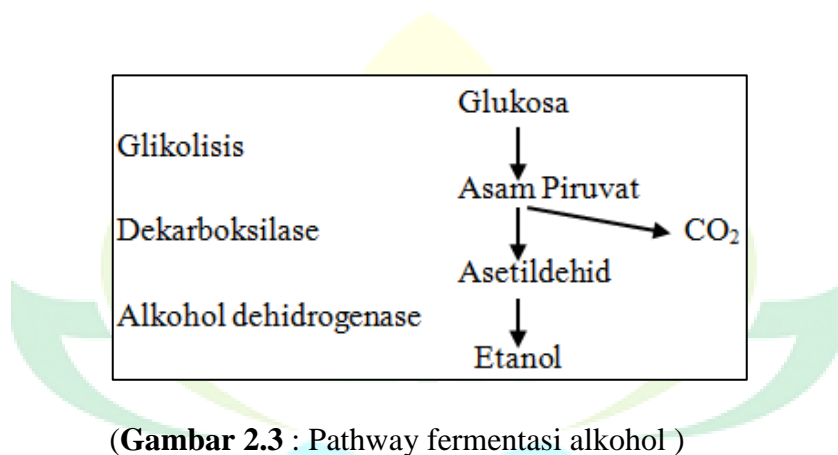 Glukosa
Glikolisis
Asam Piruvat
Dekarboksilase
CO₂
Asetildehid
Alkohol dehidrogenase
Etanol
(Gambar 2.3 : Pathway fermentasi alkohol )